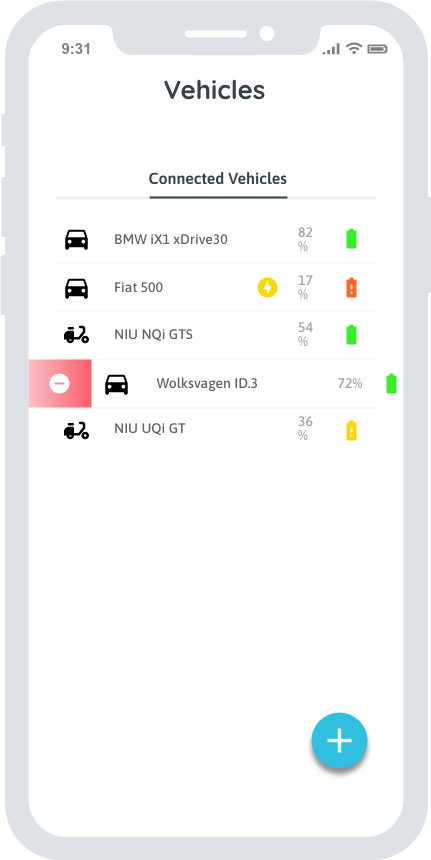 9:31
Vehicles
Connected Vehicles
BMW iX1 xDrive30 82
%
Fiat 500 17
%
NIU NQi GTS 54
%
Wolksvagen ID.3 72%
NIU UQi GT 36
%